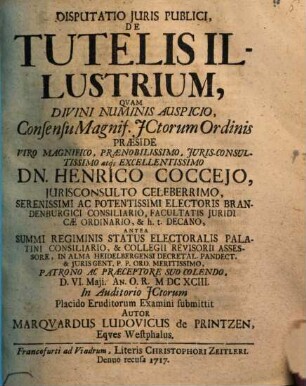 DISPUTATIO JURIS PUBLICI,
DE
TUTELIS IL-
LUSTRIUM,
QVAM
DIVINI NUMINIS AUSPICIO,
Consensu Magnif. JCtorum Ordinis
PRÆSIDE
VIRO MAGNIFICO, PRÆNOBILISSIMO, JURIS-CONSUL-
TISSIMO atq; EXCELLENTISSIMO
DN. HENRICO COCCEJO,
JURISCONSULTO CELEBERRIMO,
SERENISSIMI AC POTENTISSIMI ELECTORIS BRAN-
DENBURGICI CONSILIARIO, FACULTATIS JURIDI
CÆ ORDINARIO, & h. t. DECANO,
ANTEA
SUMMI REGIMINIS STATUS ELECTORALIS PALA-
TINI CONSILIARIO, & COLLEGII REVISORII ASSES-
SORE, IN ALMA HEIDELBERGENSI DECRETAL. PANDECT.
& JURIS GENT. P. P. ORD. MERITISSIMO,
PATRONO AC PRÆCEPTORE SUO COLENDO,
D. VI. Maji. AN. O. R. M DC XCIII.
In Auditorio JCtorum
Placido Eruditorum Examini submittit
AUTOR
MARQVARDUS LUDOVICUS de PRINTZEN,
Eqves Westphalus.
Francofurti ad Viadrum, Literis CHRISTOPHORI ZEITLERI.
Denuo recusa 1717.